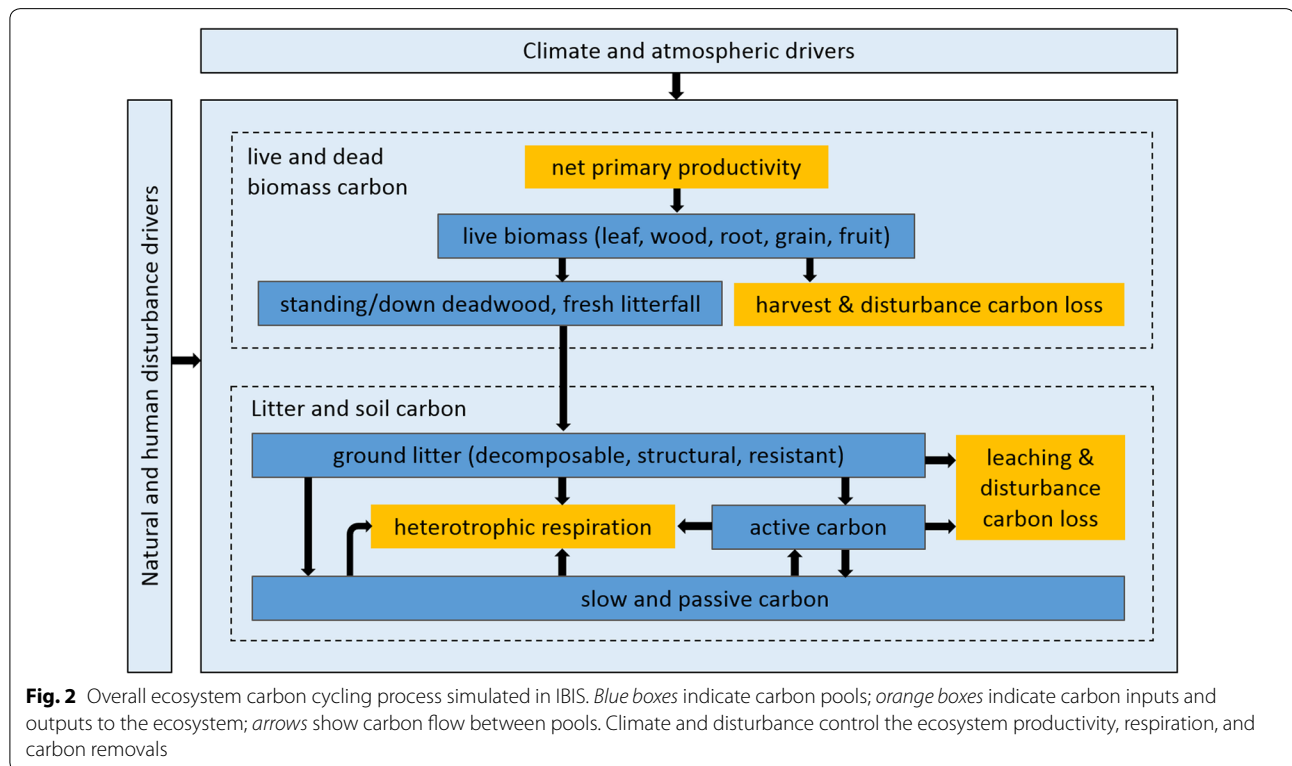 Climate and atmospheric drivers
Natural and human disturbance drivers
live and dead
biomass carbon
net primary productivity
live biomass (leaf, wood, root, grain, fruit)
standing/down deadwood, fresh litterfall
harvest & disturbance carbon loss
Litter and soil carbon
ground litter (decomposable, structural, resistant)
leaching &
disturbance
carbon loss
heterotrophic respiration
active carbon
slow and passive carbon
Fig. 2 Overall ecosystem carbon cycling process simulated in IBIS. Blue boxes indicate carbon pools; orange boxes indicate carbon inputs and
outputs to the ecosystem; arrows show carbon flow between pools. Climate and disturbance control the ecosystem productivity, respiration, and
carbon removals